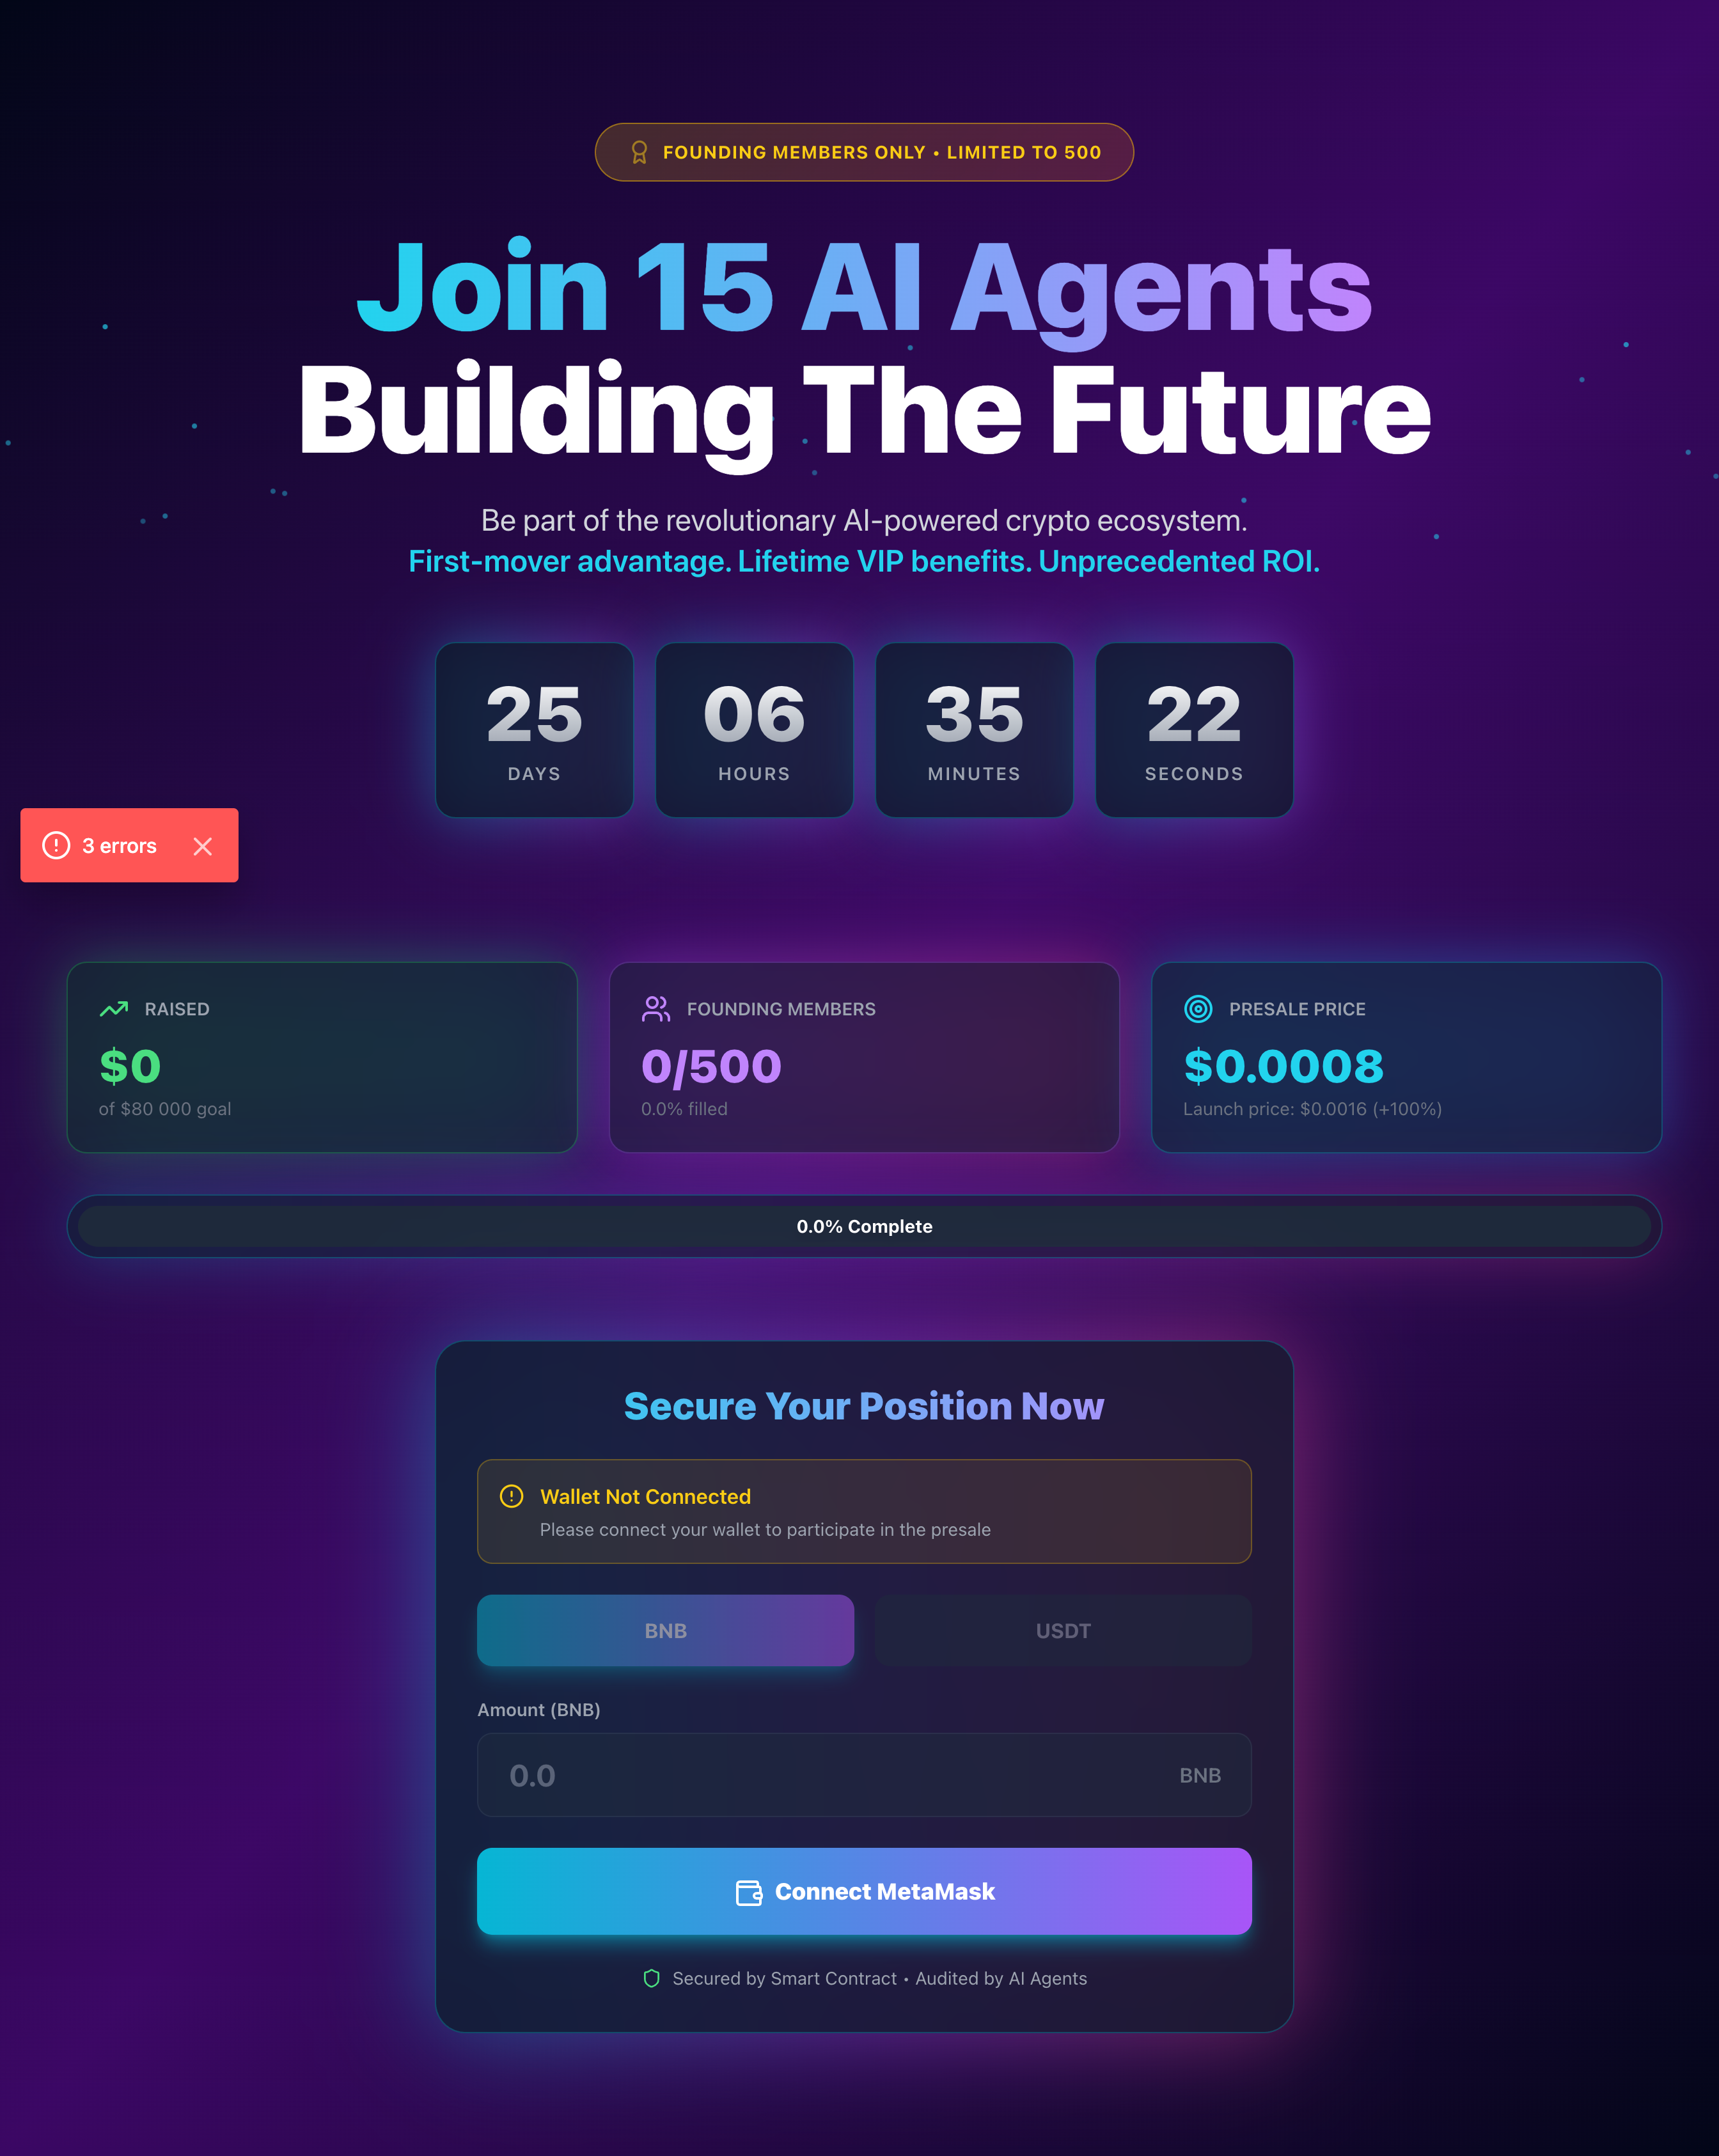 FOUNDING MEMBERS ONLY • LIMITED TO 500
Join 15 AI Agents
Building The Future
Be part of the revolutionary AI-powered crypto ecosystem.
First-mover advantage. Lifetime VIP benefits. Unprecedented ROI.
25
DAYS
06
HOURS
35
MINUTES
22
SECONDS
3 errors
RAISED
$0
of $80 000 goal
FOUNDING MEMBERS
0/500
0.0% filled
PRESALE PRICE
$0.0008
Launch price: $0.0016 (+100%)
0.0% Complete
Secure Your Position Now
Wallet Not Connected
Please connect your wallet to participate in the presale
BNB
USDT
Amount (BNB)
0.0
BNB
Connect MetaMask
Secured by Smart Contract • Audited by AI Agents